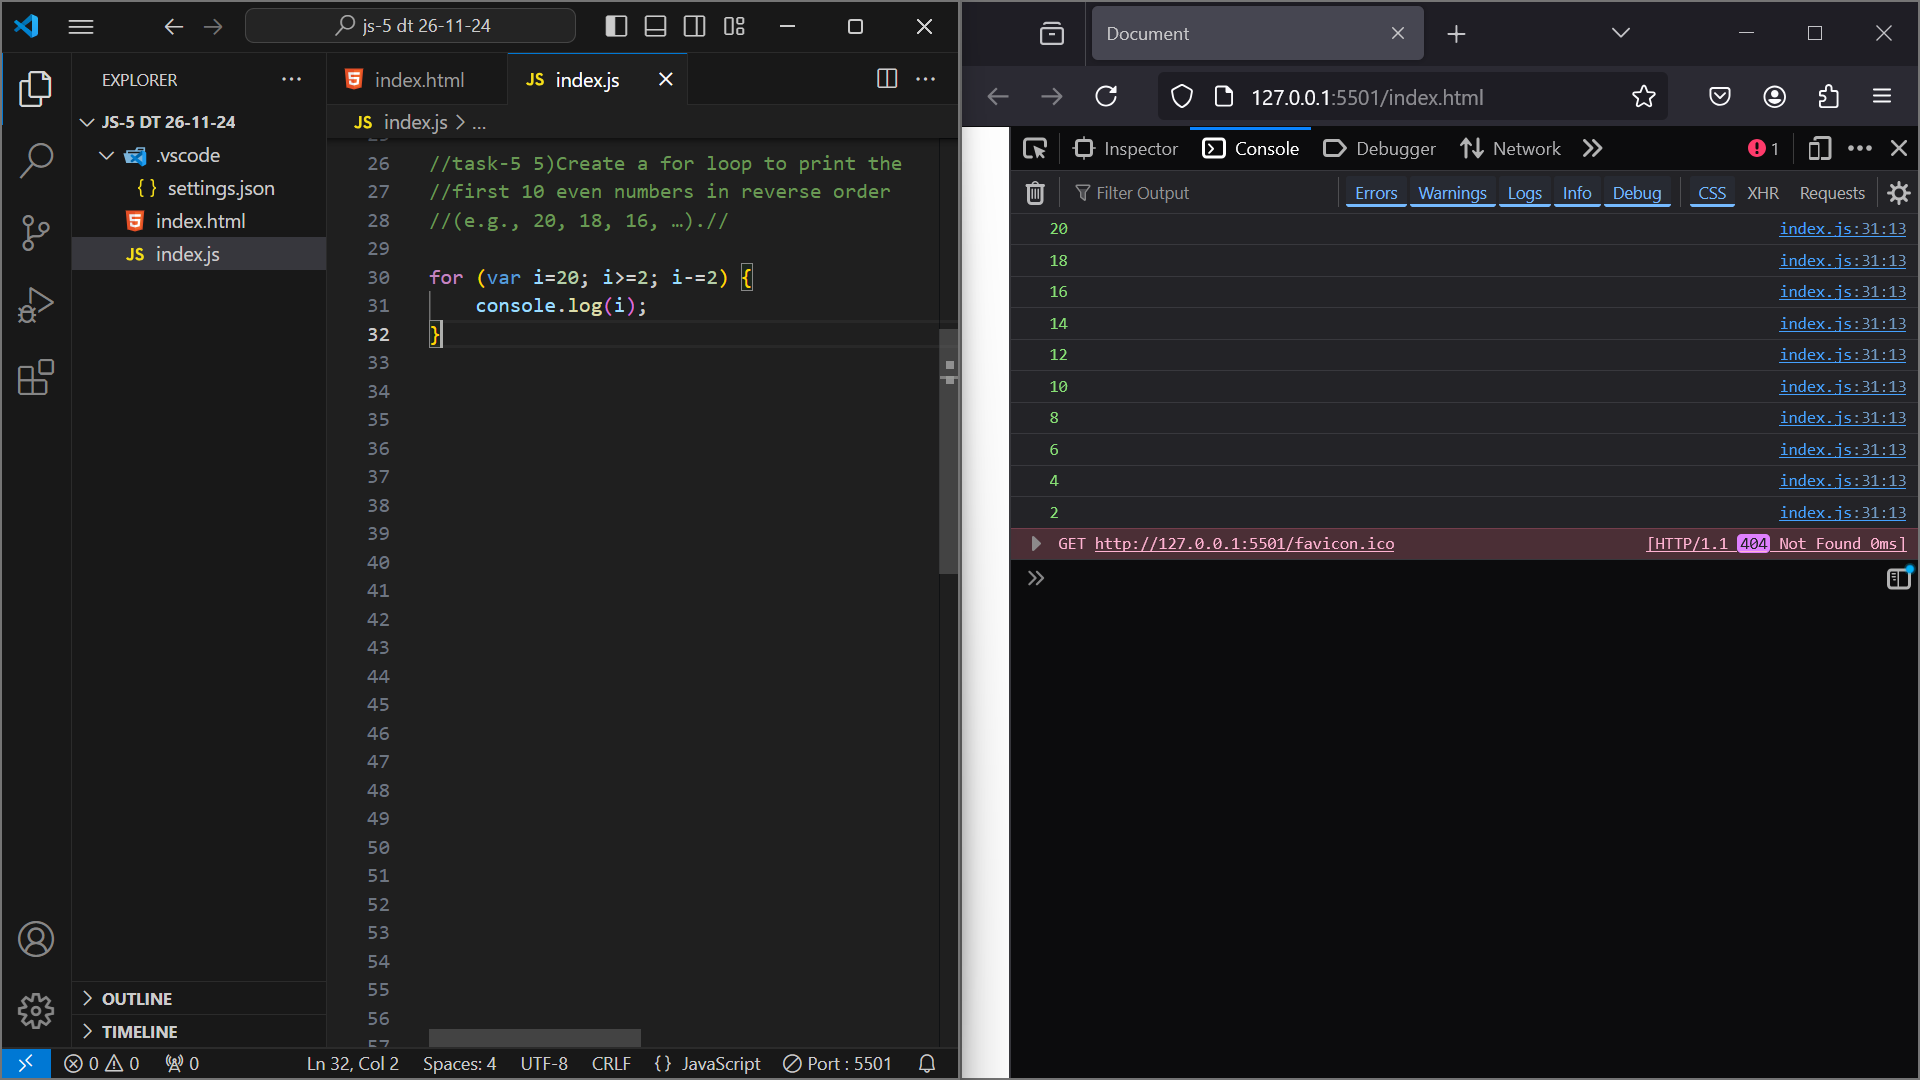 js-5 dt 26-11-24
EXPLORER
JS-5 DT 26-11-24
.vscode
{ } settings.json
index.html
JS index.js
OUTLINE
TIMELINE
index.html
JS index.js
JS index.js > ...
26 //task-5 5)Create a for loop to print the
27 //first 10 even numbers in reverse order
28 //(e.g., 20, 18, 16, …).//
29
30 for (var i=20; i>=2; i-=2) {
31 console.log(i);
32 }
33
34
35
36
37
38
39
40
41
42
43
44
45
46
47
48
49
50
51
52
53
54
55
56
57
0 0 0 Ln 32, Col 2 Spaces: 4 UTF-8 CRLF {} JavaScript Port : 5501
Document
127.0.0.1:5501/index.html
Inspector Console Debugger Network 1
Filter Output Errors Warnings Logs Info Debug CSS XHR Requests
20 index.js:31:13
18 index.js:31:13
16 index.js:31:13
14 index.js:31:13
12 index.js:31:13
10 index.js:31:13
8 index.js:31:13
6 index.js:31:13
4 index.js:31:13
2 index.js:31:13
GET http://127.0.0.1:5501/favicon.ico [HTTP/1.1 404 Not Found 0ms]